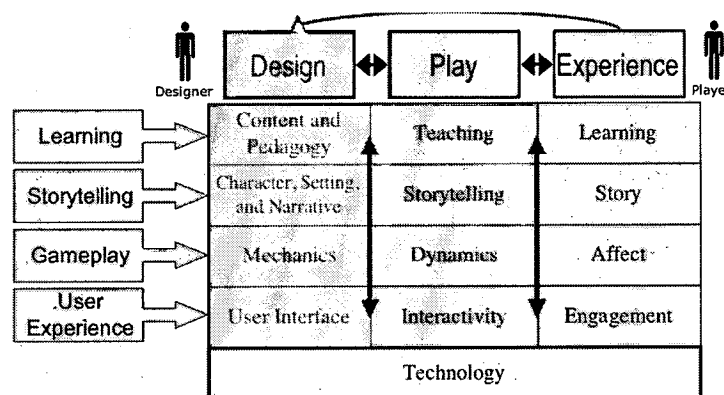 Design Play Experience
Designer
Playe
Learning
Content and
Pedagogy
Teaching
Learning
Storytelling
Character, Setting,
and Narrative
Storytelling
Story
Gameplay
Mechanics
Dynamics
Affect
User
Experience
User Interface
Interactivity
Engagement
Technology